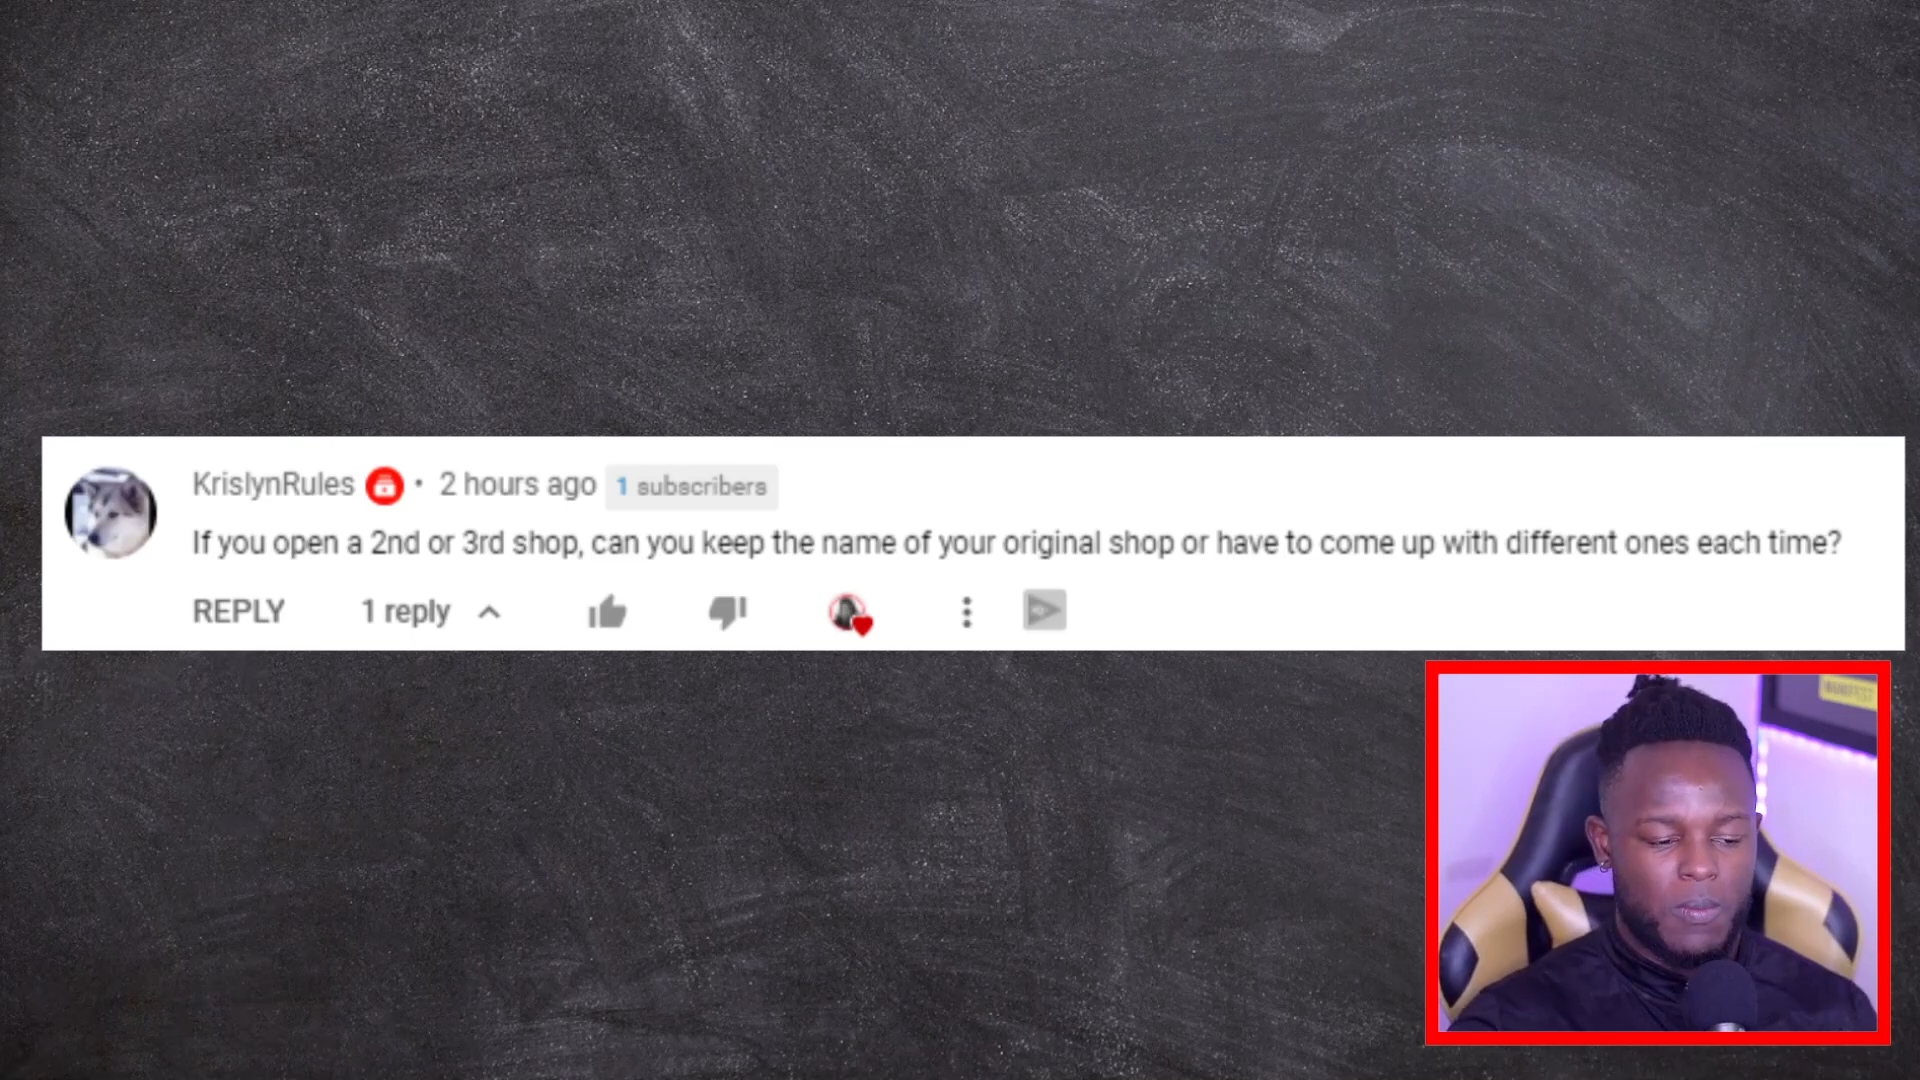 KrislynRules • 2 hours ago 1 subscribers
If you open a 2nd or 3rd shop, can you keep the name of your original shop or have to come up with different ones each time?
REPLY 1 reply